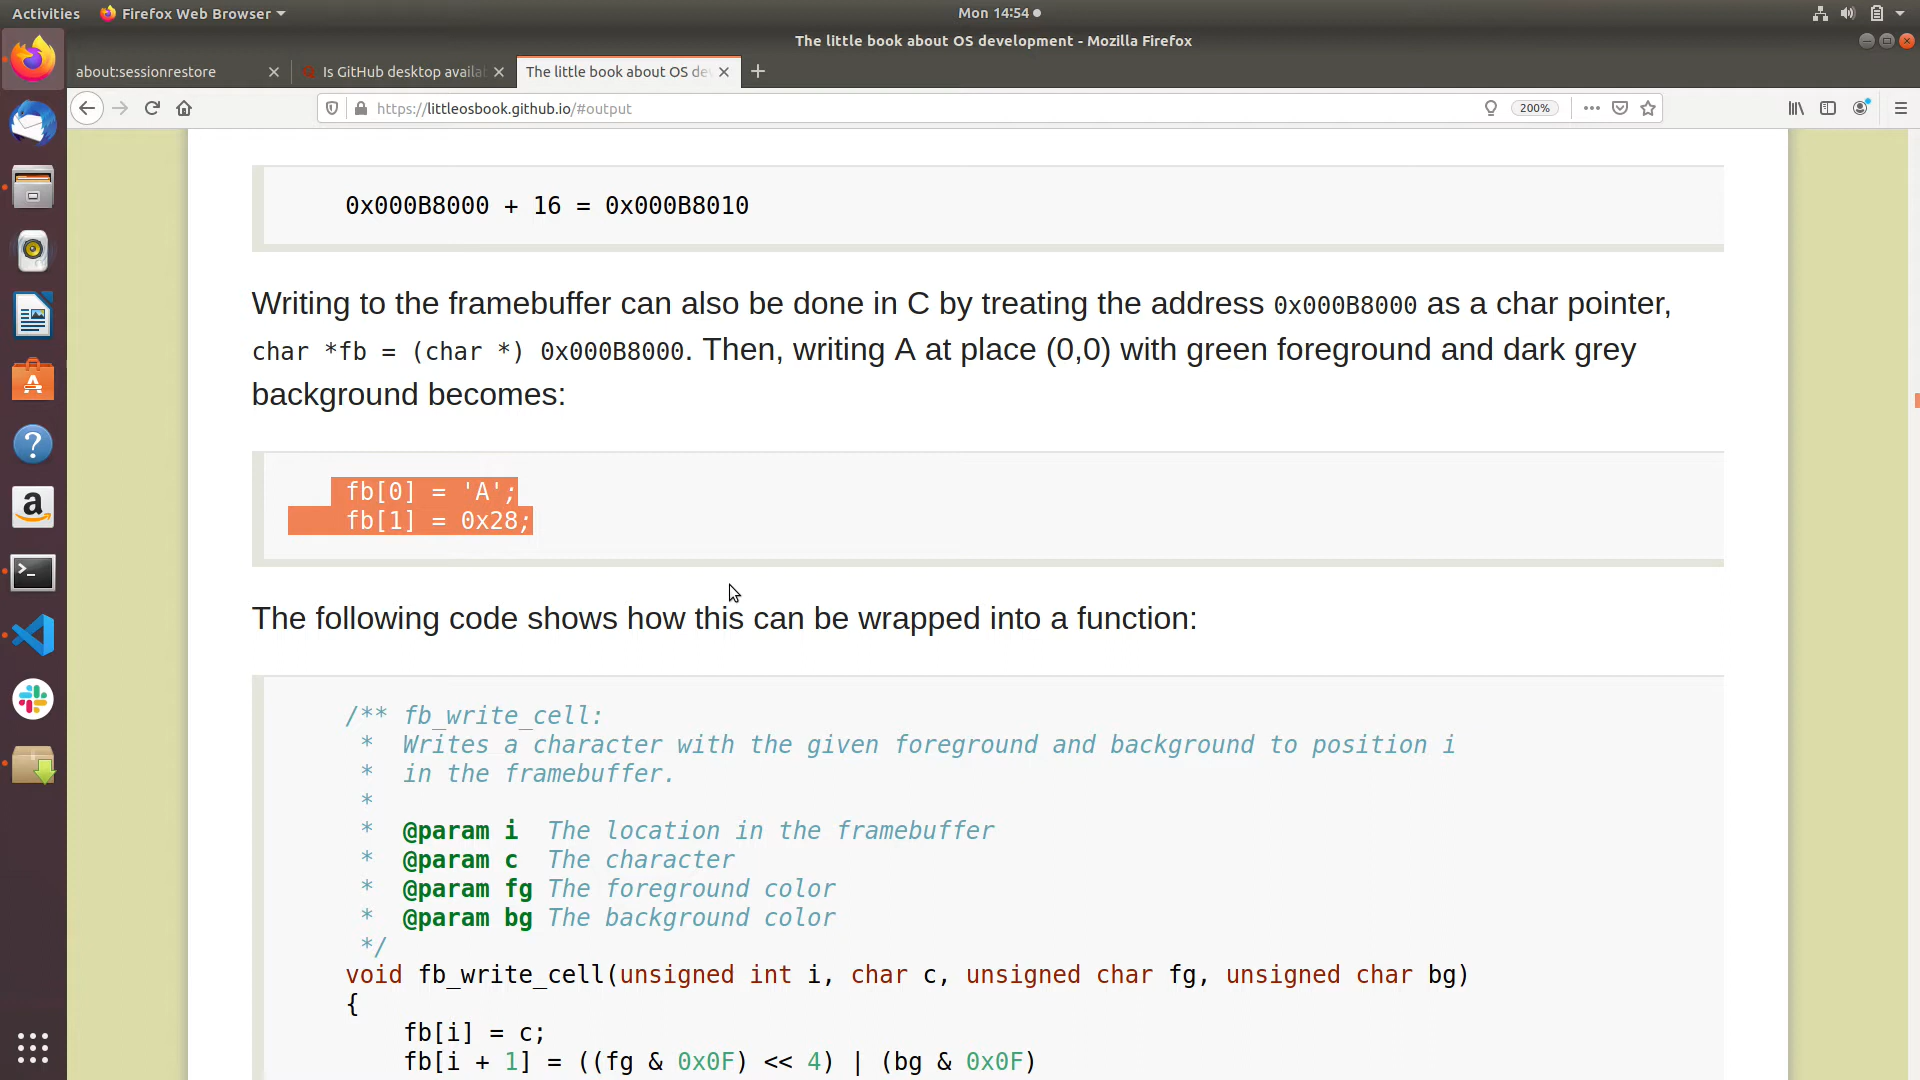 Activities
Firefox Web Browser
Mon 14:54
The little book about OS development - Mozilla Firefox
about:sessionrestore
Is GitHub desktop availa
The little book about OS de
https://littleosbook.github.io/#output
200%
0x000B8000 + 16 = 0x000B8010
Writing to the framebuffer can also be done in C by treating the address 0x000B8000 as a char pointer,
char *fb = (char *) 0x000B8000. Then, writing A at place (0,0) with green foreground and dark grey
background becomes:
fb[0] = 'A';
fb[1] = 0x28;
The following code shows how this can be wrapped into a function:
/** fb_write_cell:
* Writes a character with the given foreground and background to position i
* in the framebuffer.
*
* @param i The location in the framebuffer
* @param c The character
* @param fg The foreground color
* @param bg The background color
*/
void fb_write_cell(unsigned int i, char c, unsigned char fg, unsigned char bg)
{
fb[i] = c;
fb[i + 1] = ((fg & 0x0F) << 4) | (bg & 0x0F)